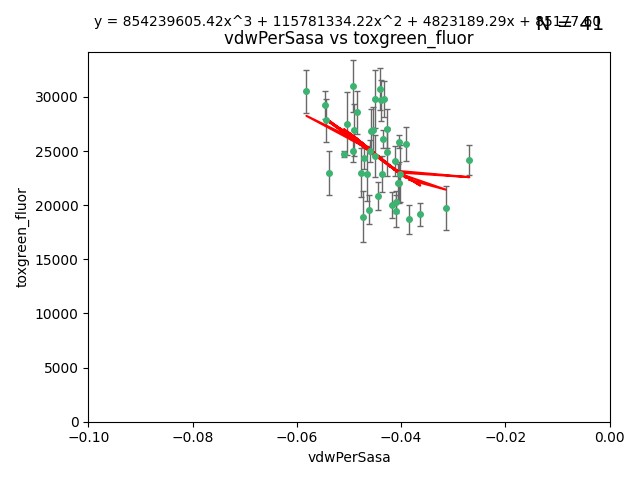 y = 854239605.42x^3 + 115781334.22x^2 + 4823189.29x + 85177.60
N = 41
vdwPerSasa vs toxgreen_fluor
30000
25000
20000
15000
10000
5000
0
toxgreen_fluor
−0.10 −0.08 −0.06 −0.04 −0.02 0.00
vdwPerSasa